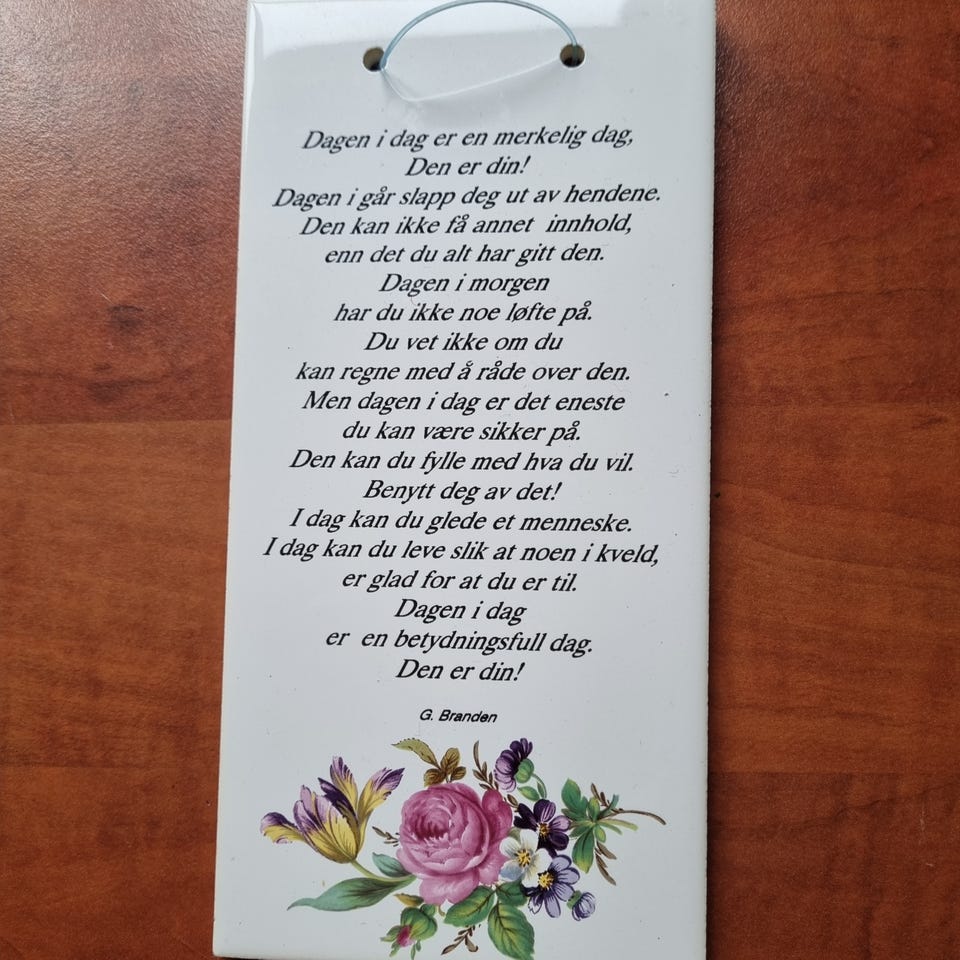 Dagen i dag er en merkelig dag,
Den er din!
Dagen i går slapp deg ut av hendene.
Den kan ikke få annet innhold,
enn det du alt har gitt den.
Dagen i morgen
har du ikke noe løfte på.
Du vet ikke om du
kan regne med å råde over den.
Men dagen i dag er det eneste
du kan være sikker på.
Den kan du fylle med hva du vil.
Benytt deg av det!
I dag kan du glede et menneske.
I dag kan du leve slik at noen i kveld,
er glad for at du er til.
Dagen i dag
er en betydningsfull dag.
Den er din!
G. Branden